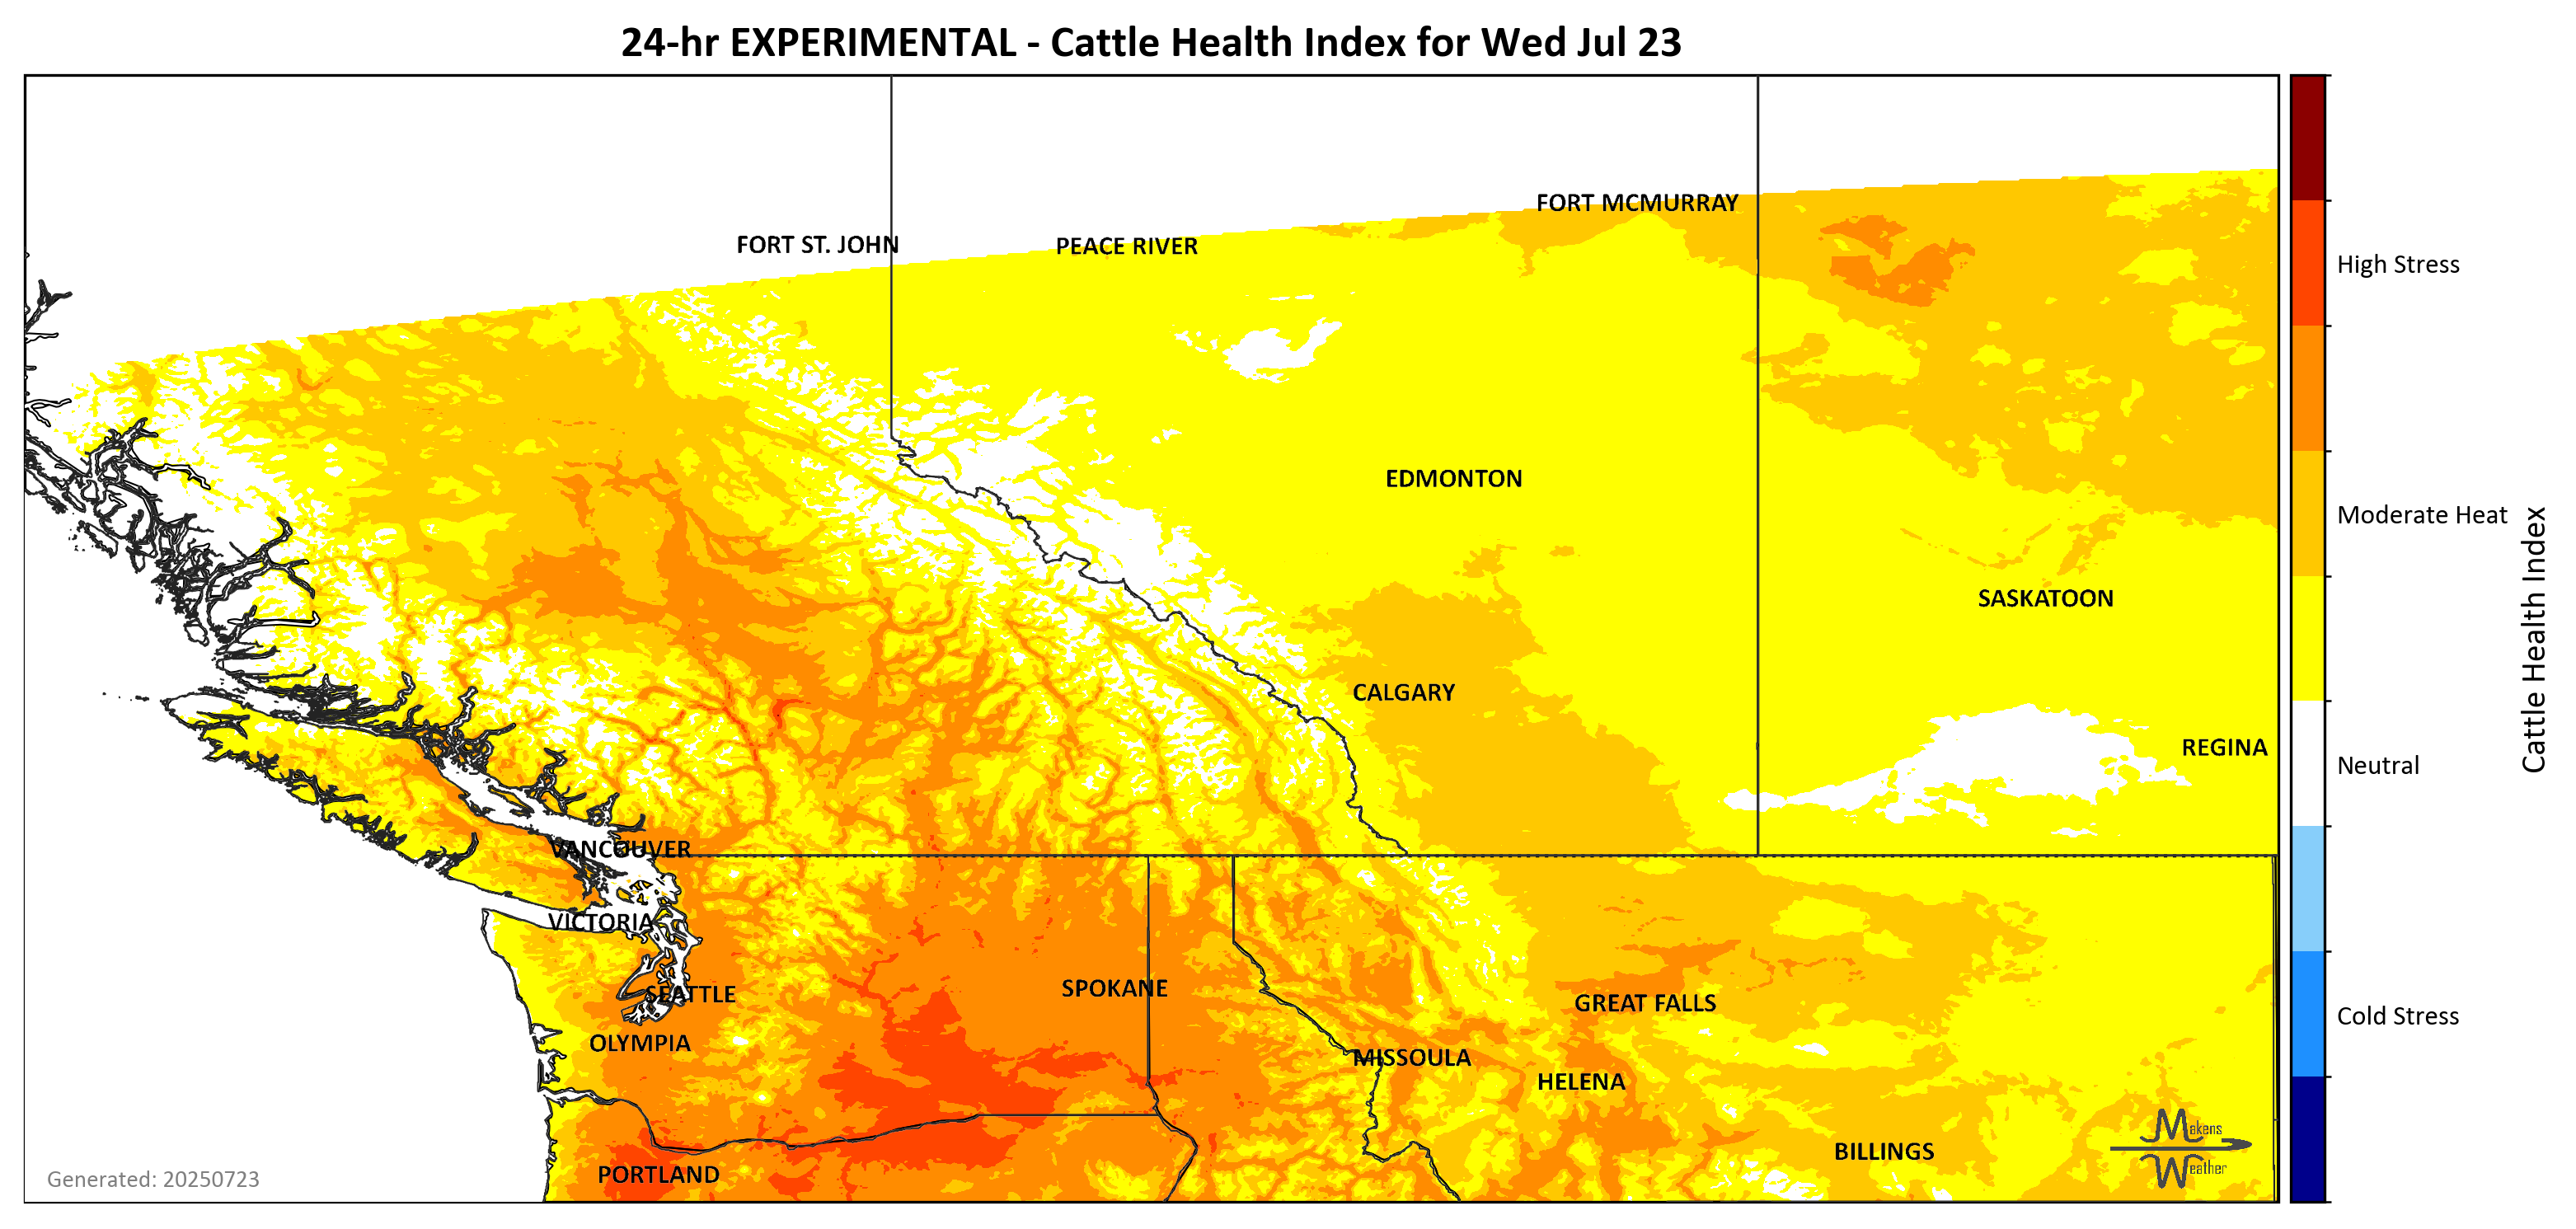 24-hr EXPERIMENTAL - Cattle Health Index for Wed Jul 23
FORT MCMURRAY
FORT ST. JOHN
PEACE RIVER
High Stress
EDMONTON
Moderate Heat
SASKATOON
Cattle Health Index
CALGARY
REGINA
Neutral
VANCOUVER
VICTORIA
SPOKANE
SEATTLE
GREAT FALLS
Cold Stress
OLYMPIA
MISSOULA
HELENA
Makens
BILLINGS
Weather
PORTLAND
Generated: 20250723